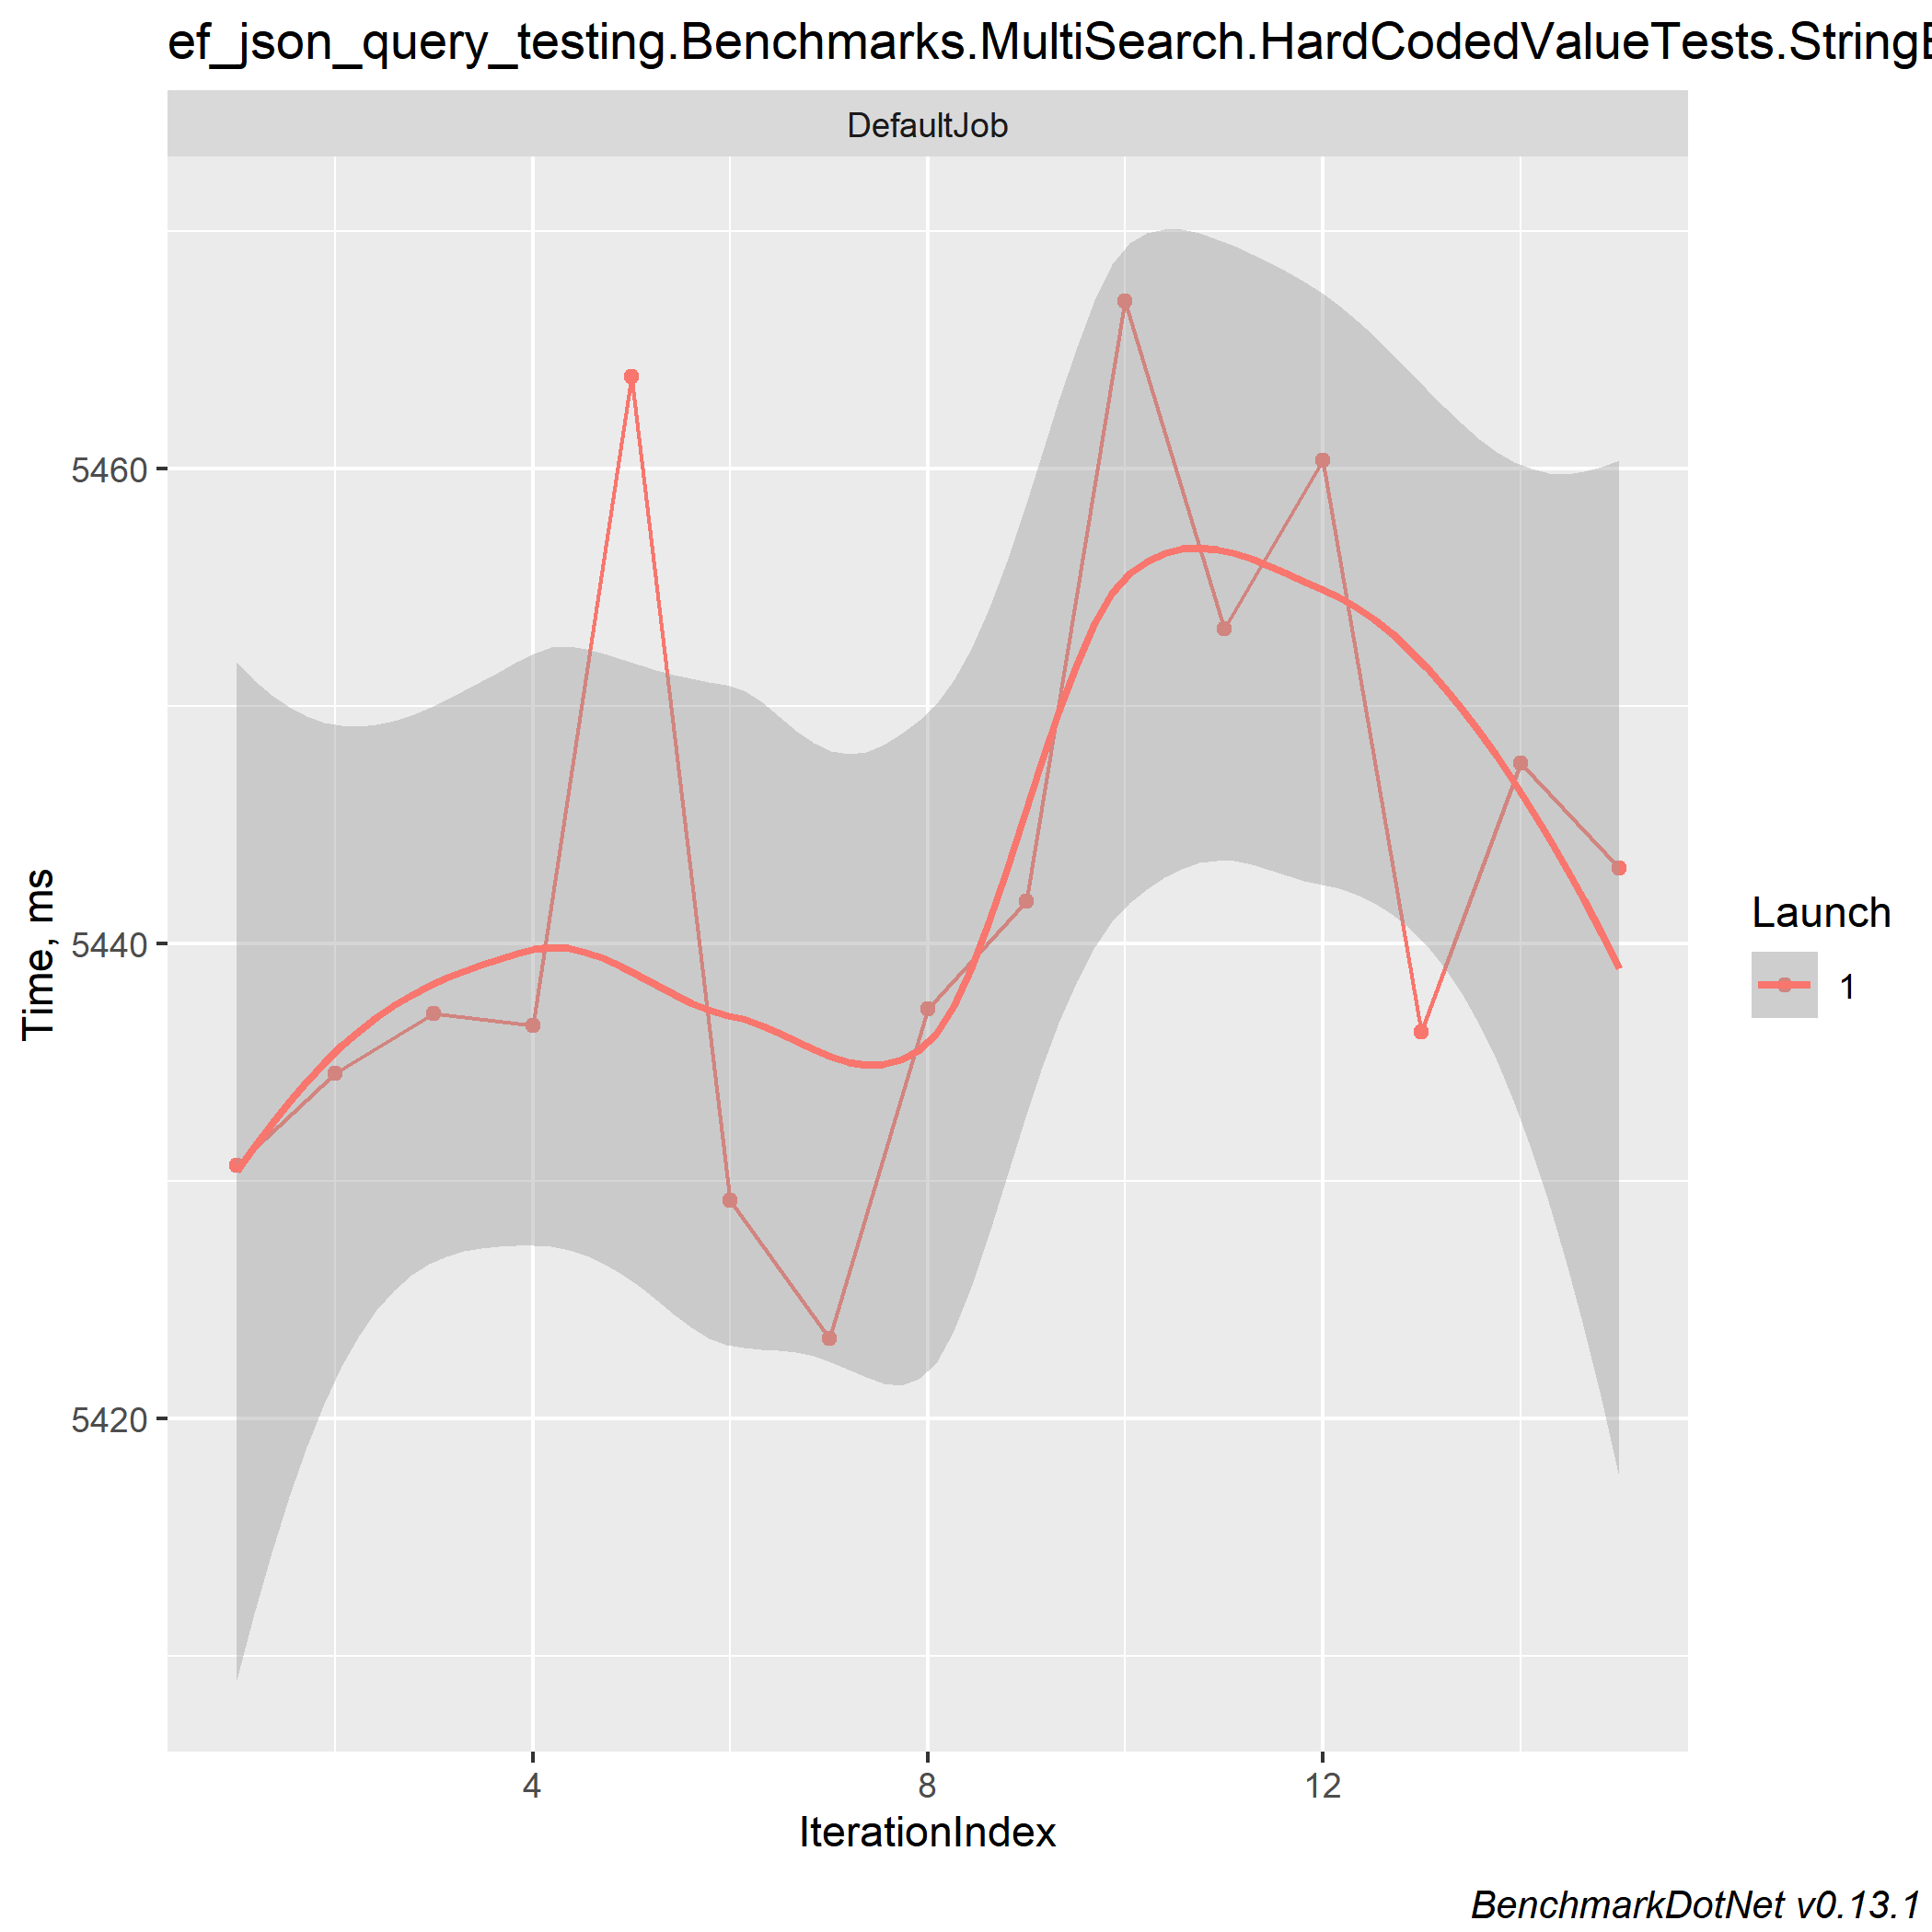 ef_json_query_testing.Benchmarks.MultiSearch.HardCodedValueTests.StringE
DefaultJob
5460
5440
5420
Time, ms
4 8 12
IterationIndex
Launch
1
BenchmarkDotNet v0.13.1